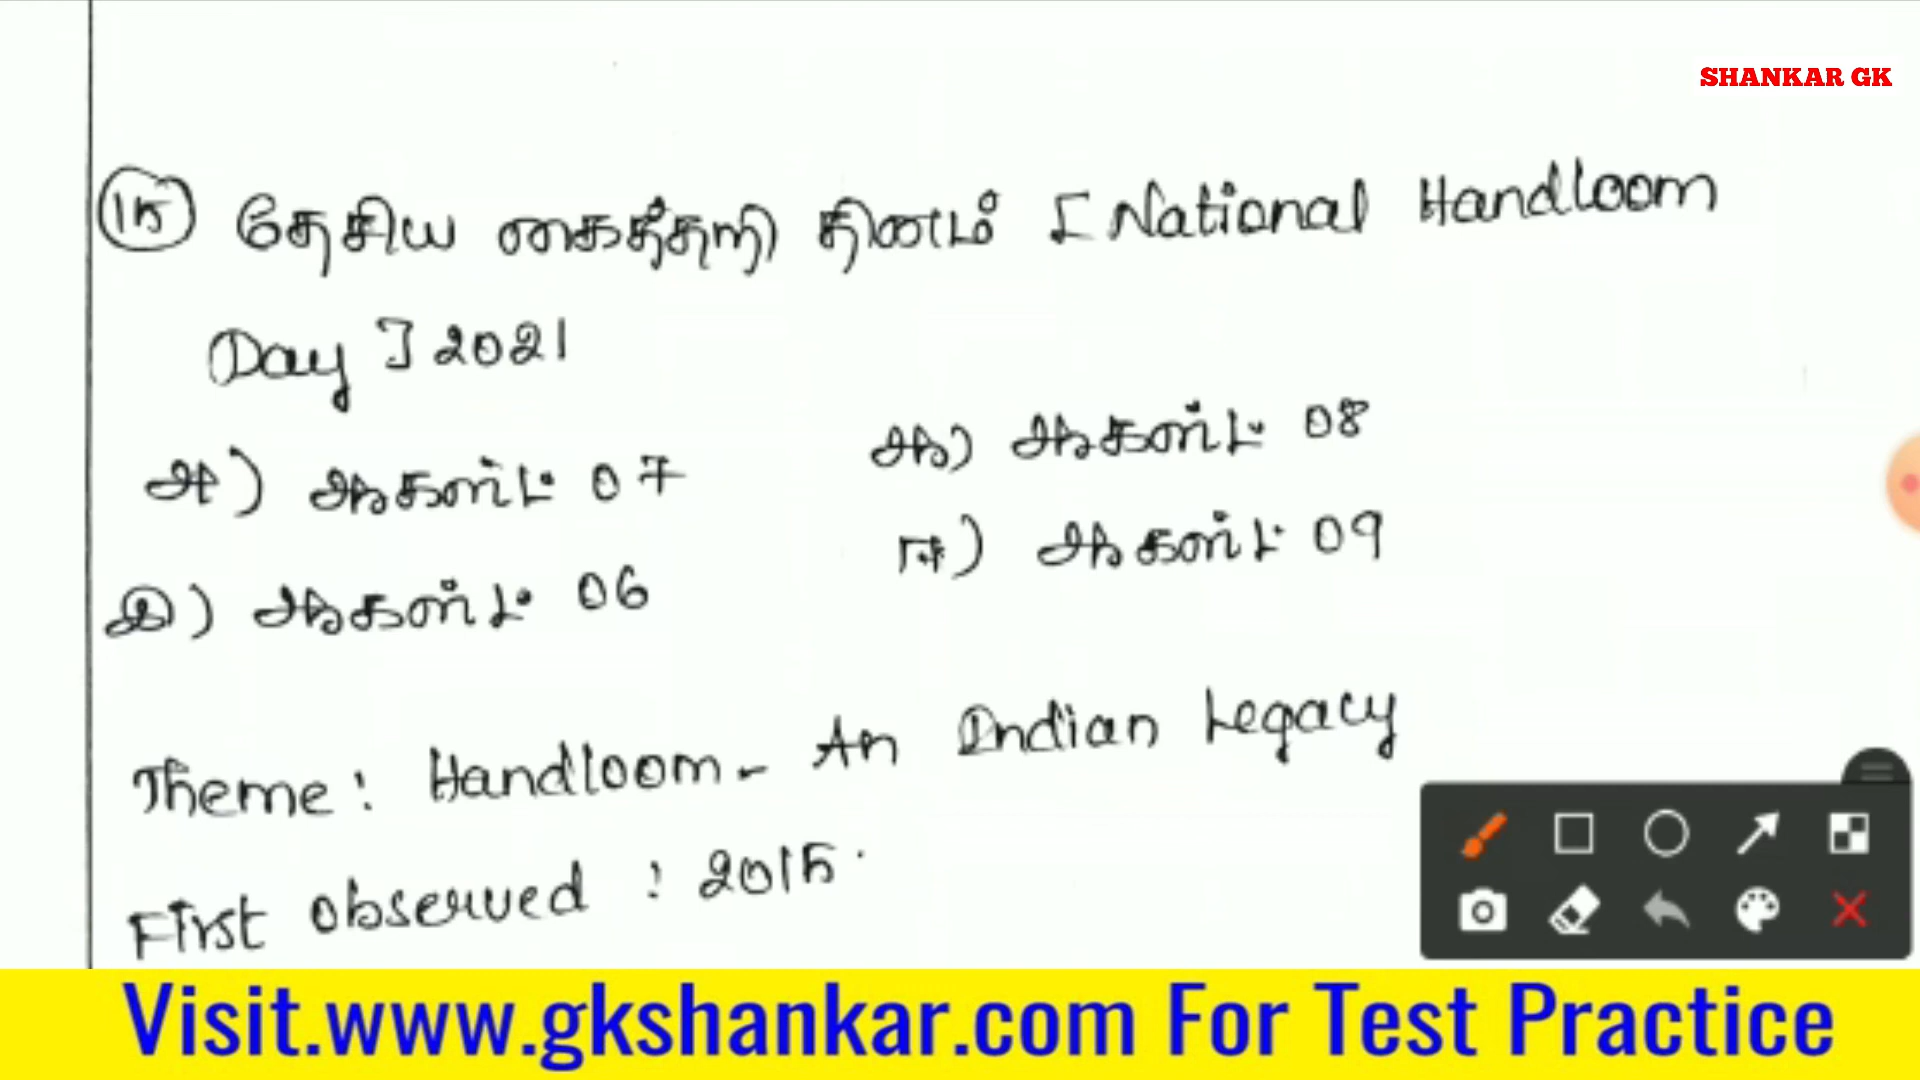 SHANKAR GK
15 தேசிய கைத்தறி தினம் [ National Handloom
Day ] 2021
அ) ஆகஸ்ட் 07
ஆ) ஆகஸ்ட் 08
இ) ஆகஸ்ட் 06
ஈ) ஆகஸ்ட் 09
Theme : Handloom - An Indian Legacy
First observed : 2015.
Visit.www.gkshankar.com For Test Practice